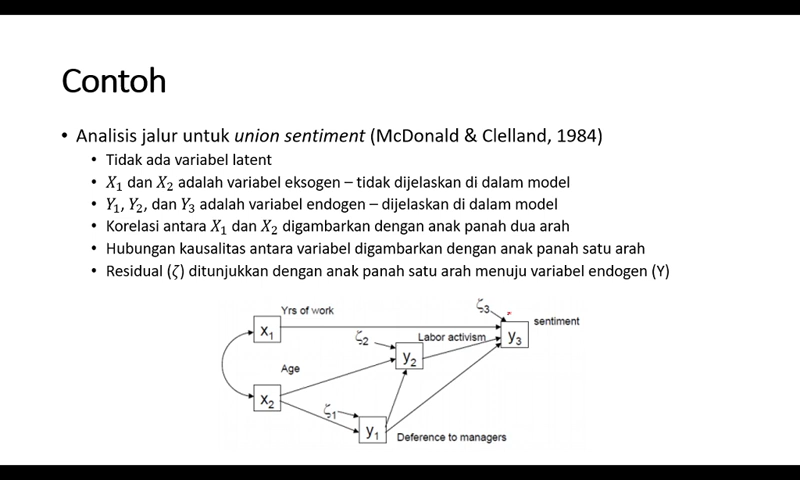 Contoh
• Analisis jalur untuk union sentiment (McDonald & Clelland, 1984)
• Tidak ada variabel latent
• X₁ dan X₂ adalah variabel eksogen – tidak dijelaskan di dalam model
• Y₁, Y₂, dan Y₃ adalah variabel endogen – dijelaskan di dalam model
• Korelasi antara X₁ dan X₂ digambarkan dengan anak panah dua arah
• Hubungan kausalitas antara variabel digambarkan dengan anak panah satu arah
• Residual (ζ) ditunjukkan dengan anak panah satu arah menuju variabel endogen (Y)
Yrs of work
ζ₃
sentiment
x₁
ζ₂
Labor activism
y₃
y₂
Age
x₂
ζ₁
y₁
Deference to managers